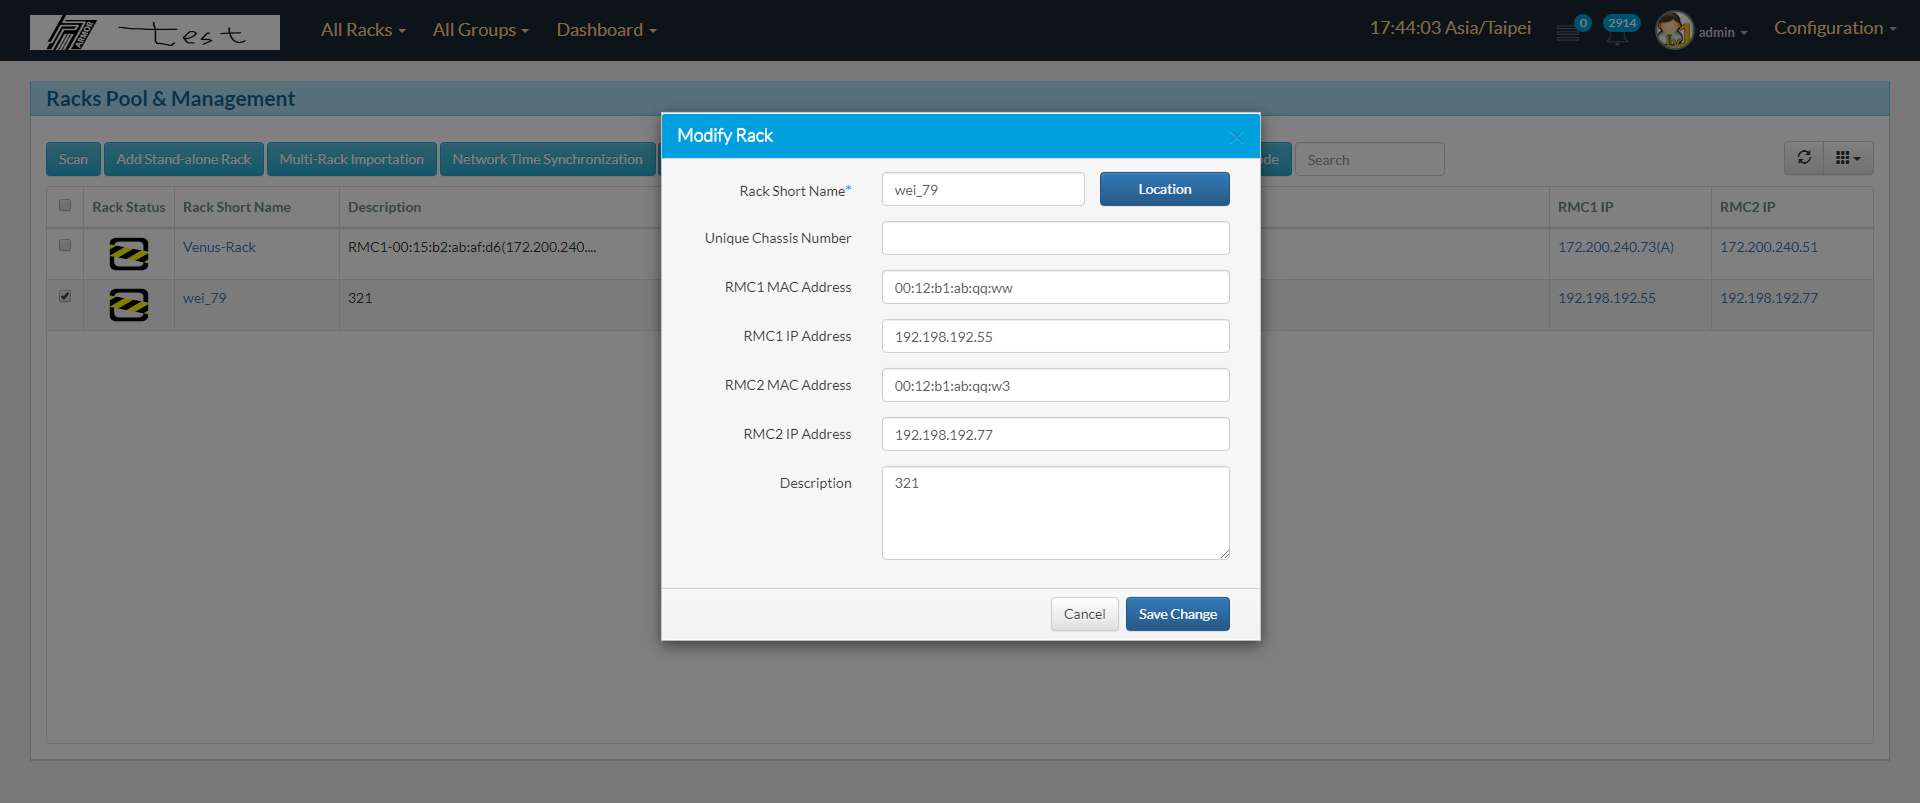 ARMOR test All Racks All Groups Dashboard 17:44:03 Asia/Taipei 0 2914 admin Configuration
Racks Pool & Management
Modify Rack
Scan Add Stand-alone Rack Multi-Rack Importation Network Time Synchronization Search
Rack Status Rack Short Name Description RMC1 IP RMC2 IP
Venus-Rack RMC1-00:15:b2:ab:af:d6(172.200.240.... 172.200.240.73(A) 172.200.240.51
wei_79 321 192.198.192.55 192.198.192.77
Rack Short Name* wei_79 Location
Unique Chassis Number
RMC1 MAC Address 00:12:b1:ab:qq:ww
RMC1 IP Address 192.198.192.55
RMC2 MAC Address 00:12:b1:ab:qq:w3
RMC2 IP Address 192.198.192.77
Description 321
Cancel Save Change